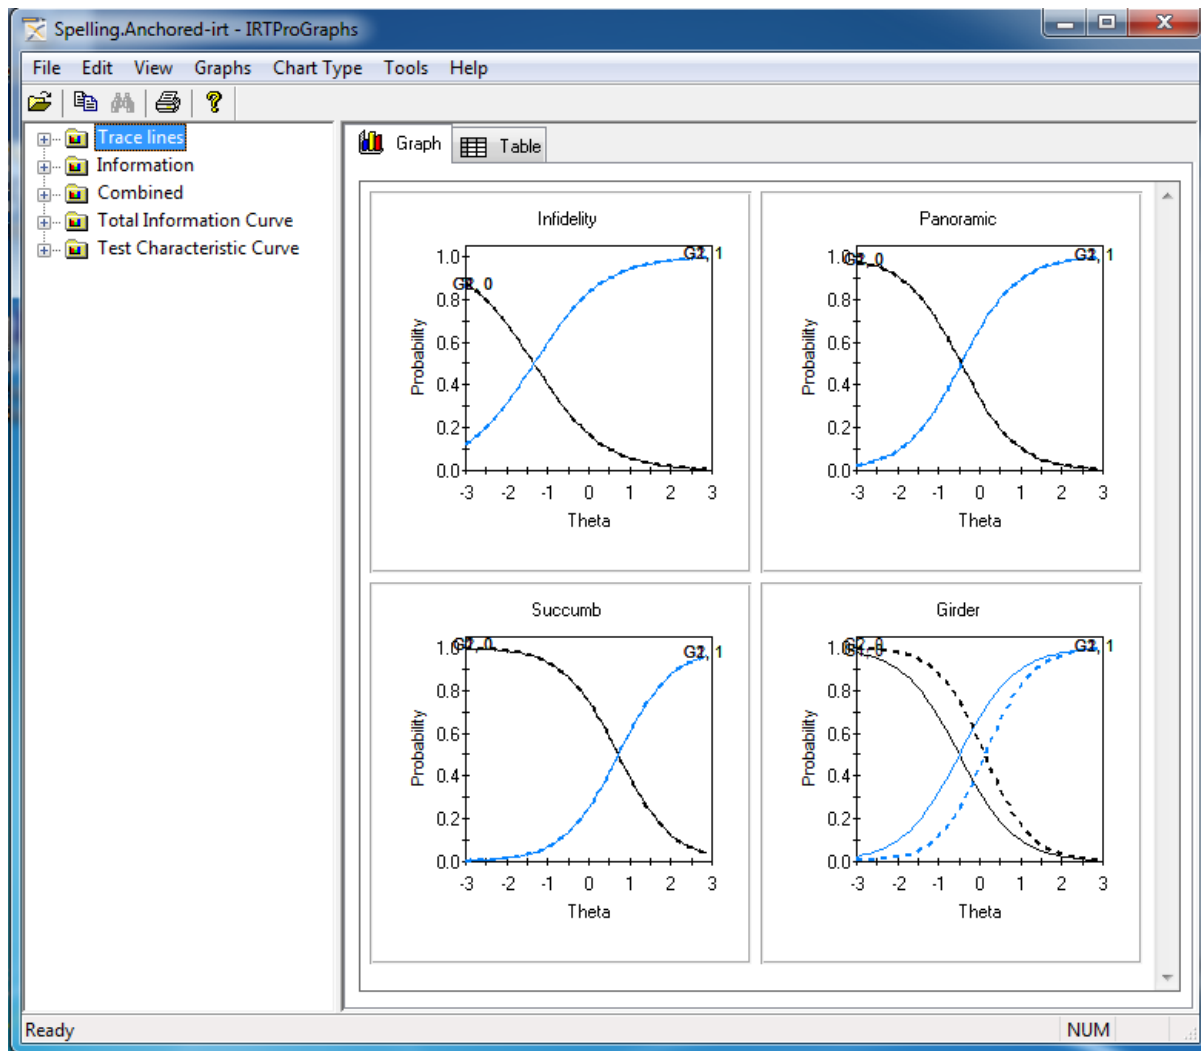 Spelling.Anchored-irt - IRTProGraphs
File Edit View Graphs Chart Type Tools Help
Trace lines
Information
Combined
Total Information Curve
Test Characteristic Curve
Graph Table
Infidelity
Probability
1.0
0.8
0.6
0.4
0.2
0.0
-3 -2 -1 0 1 2 3
Theta
Panoramic
Probability
0.8
0.6
0.4
0.2
0.0
-3 -2 -1 0 1 2 3
Theta
Succumb
Probability
0.8
0.6
0.4
0.2
0.0
-3 -2 -1 0 1 2 3
Theta
Girder
Probability
0.8
0.6
0.4
0.2
0.0
-3 -2 -1 0 1 2 3
Theta
Ready NUM